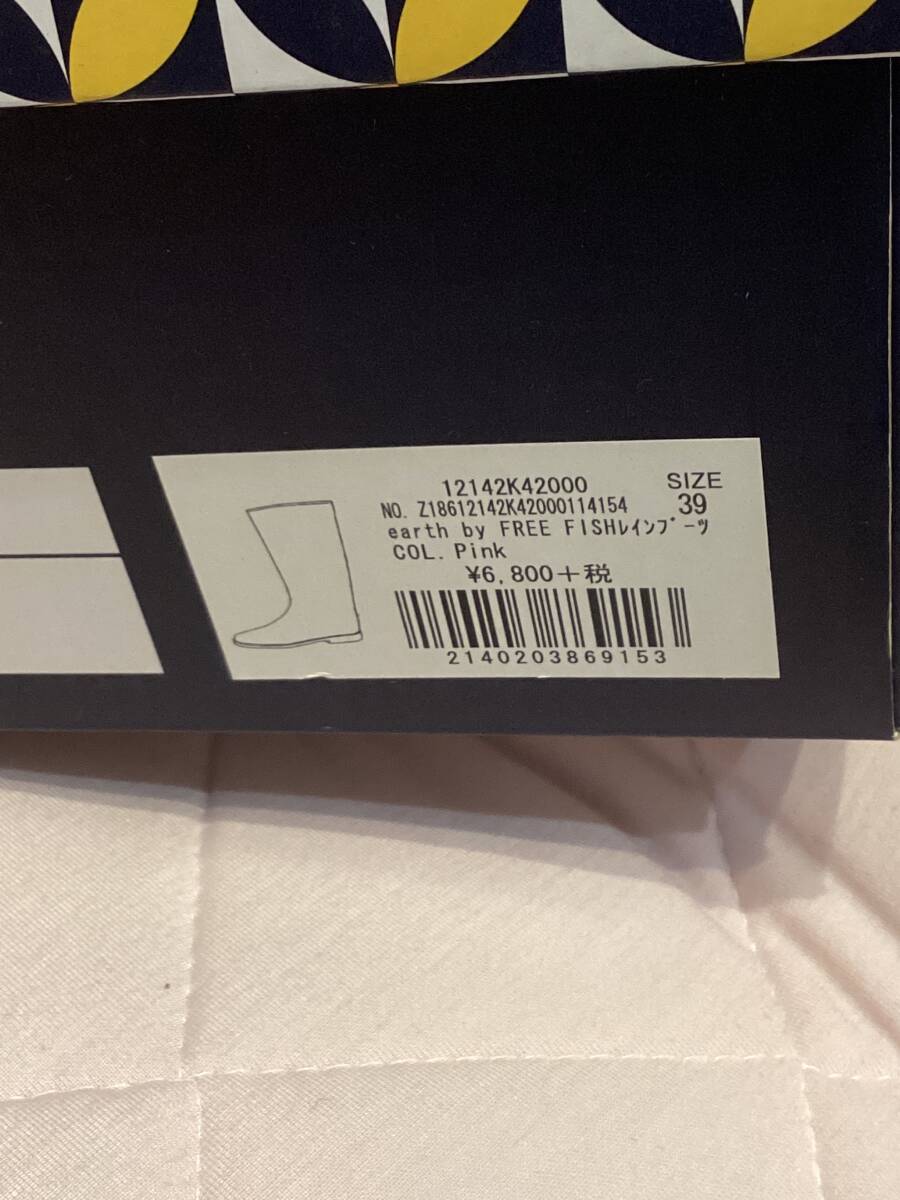 12142K42000
SIZE
39
NO. Z18612142K42000114154
earth by FREE FISHﾚｲﾝﾌﾞｰﾂ
COL. Pink
¥6,800+税
2140203869153